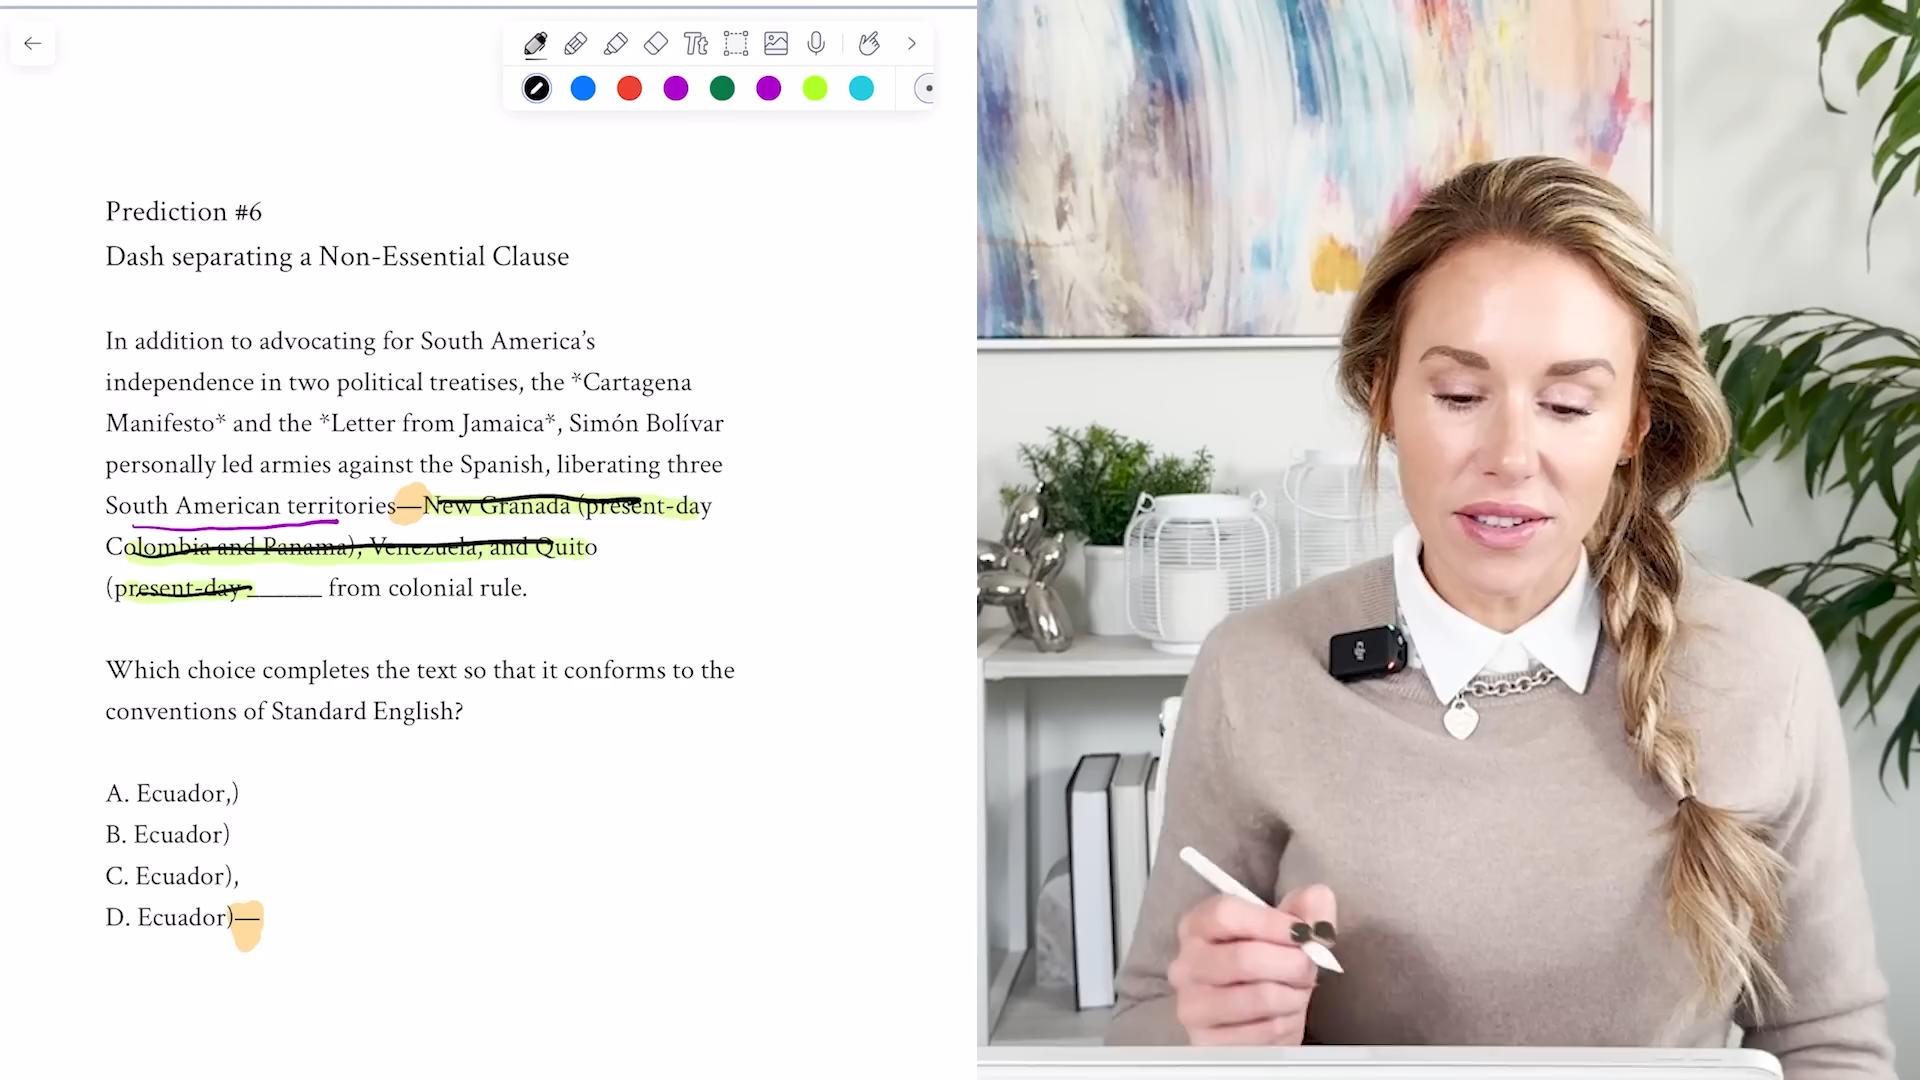 Tt
Prediction #6
Dash separating a Non-Essential Clause
In addition to advocating for South America’s
independence in two political treatises, the *Cartagena
Manifesto* and the *Letter from Jamaica*, Simón Bolívar
personally led armies against the Spanish, liberating three
South American territories—New Granada (present-day
Colombia and Panama), Venezuela, and Quito
(present-day ______ from colonial rule.
Which choice completes the text so that it conforms to the
conventions of Standard English?
A. Ecuador,)
B. Ecuador)
C. Ecuador),
D. Ecuador)—
dji